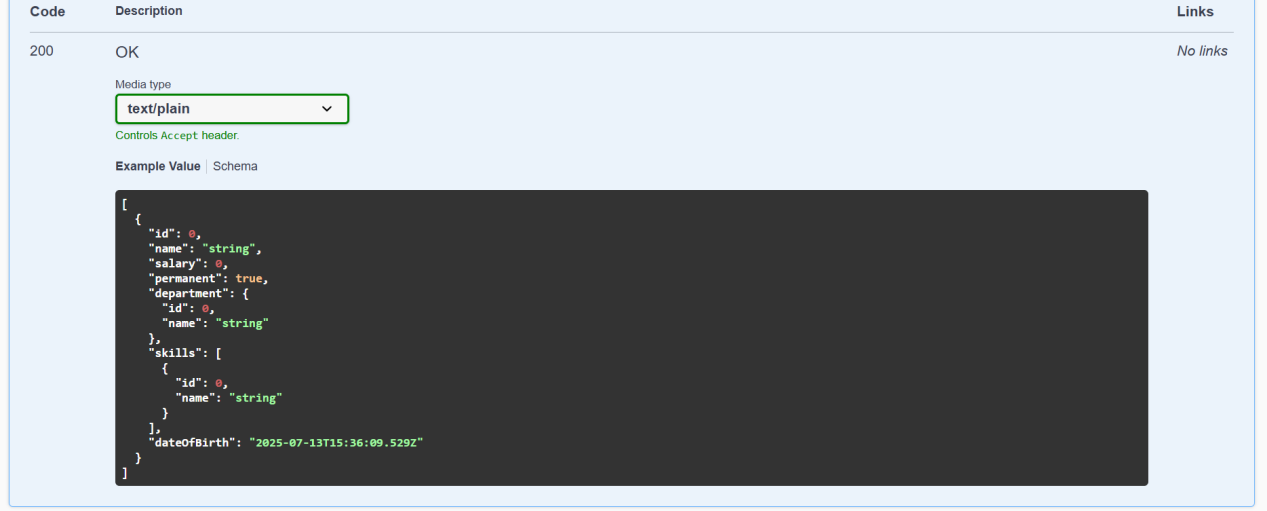 Code Description Links
200 OK No links
Media type
text/plain
Controls Accept header.
Example Value Schema
[
  {
    "id": 0,
    "name": "string",
    "salary": 0,
    "permanent": true,
    "department": {
      "id": 0,
      "name": "string"
    },
    "skills": [
      {
        "id": 0,
        "name": "string"
      }
    ],
    "dateOfBirth": "2025-07-13T15:36:09.529Z"
  }
]